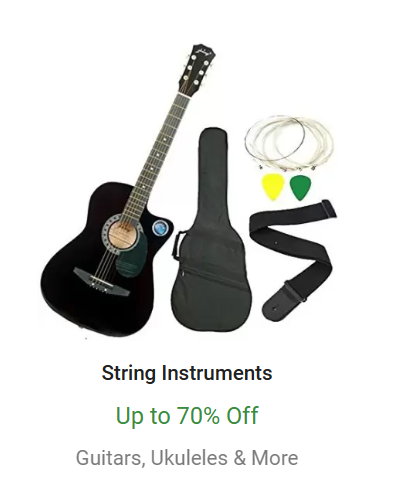 String Instruments
Up to 70% Off
Guitars, Ukuleles & More